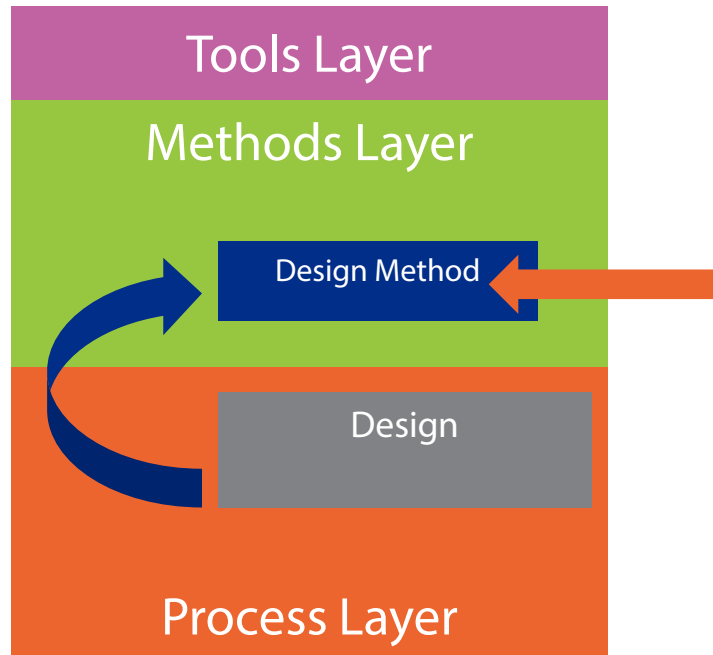 Tools Layer
Methods Layer
Design Method
Design
Process Layer